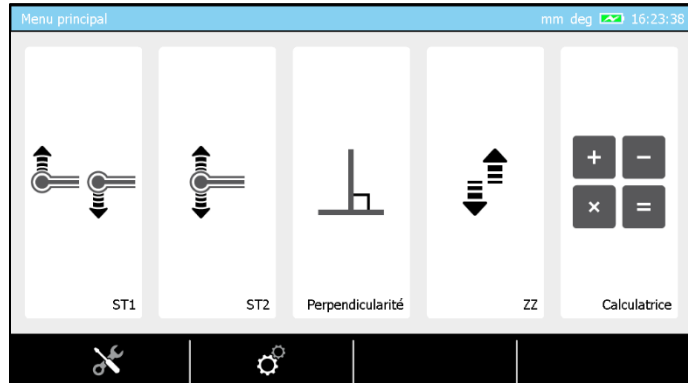 Menu principal
mm deg 16:23:38
+ −
× =
ST1
ST2
Perpendicularité
ZZ
Calculatrice